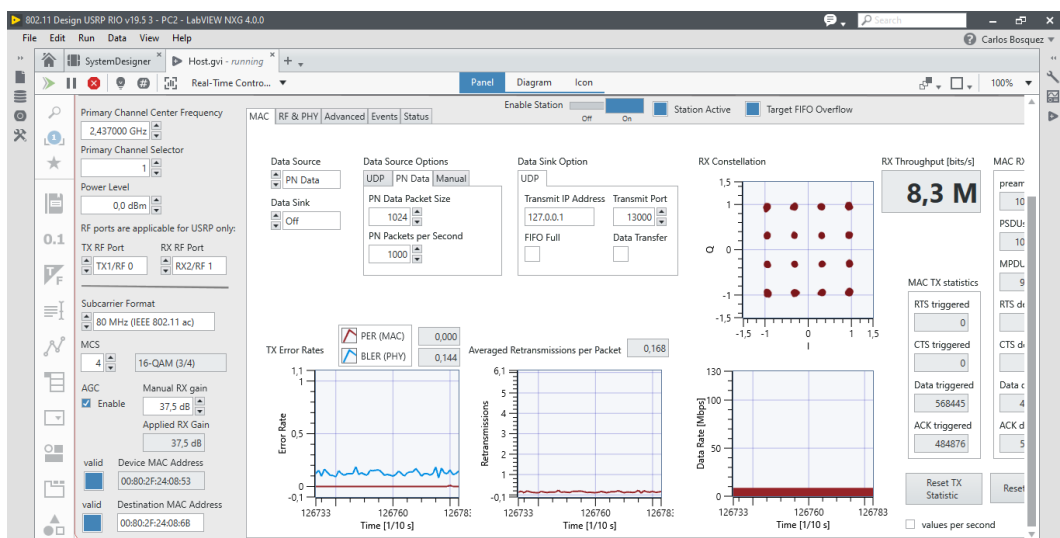 802.11 Design USRP RIO v19.5 3 - PC2 - LabVIEW NXG 4.0.0
Search
File Edit Run Data View Help
Carlos Bosquez
SystemDesigner
Host.gvi - running
Real-Time Contro...
Panel Diagram Icon
100%
Primary Channel Center Frequency
2,437000 GHz
Primary Channel Selector
1
Power Level
0,0 dBm
RF ports are applicable for USRP only:
TX RF Port RX RF Port
TX1/RF 0 RX2/RF 1
Subcarrier Format
80 MHz (IEEE 802.11 ac)
MCS
4 16-QAM (3/4)
AGC Manual RX gain
Enable 37,5 dB
Applied RX Gain
37,5 dB
valid Device MAC Address
00:80:2F:24:08:53
valid Destination MAC Address
00:80:2F:24:08:6B
Enable Station Off On
Station Active
Target FIFO Overflow
MAC RF & PHY Advanced Events Status
Data Source
PN Data
Data Sink
Off
Data Source Options
UDP PN Data Manual
PN Data Packet Size
1024
PN Packets per Second
1000
Data Sink Option
UDP
Transmit IP Address Transmit Port
127.0.0.1 13000
FIFO Full Data Transfer
RX Constellation
1,5
1
Q 0
-1
-1,5
-1,5 -1 0 1 1,5
I
RX Throughput [bits/s]
8,3 M
MAC TX statistics
RTS triggered
0
CTS triggered
0
Data triggered
568445
ACK triggered
484876
Reset TX
Statistic
values per second
MAC RX
pream
10
PSDU
10
MPDU
9
RTS de
CTS de
Data d
4
ACK d
5
Reset
TX Error Rates
PER (MAC) 0,000
BLER (PHY) 0,144
1,1
1
Error Rate
0,5
0
-0,1
126733 126760 12678
Time [1/10 s]
Averaged Retransmissions per Packet 0,168
6,1
5
4
Retransmissions
3
2
1
-0,1
126733 126760 12678
Time [1/10 s]
130
100
Data Rate [Mbps]
50
0
126733 126760 126783
Time [1/10 s]
0.1
T
F
N
1